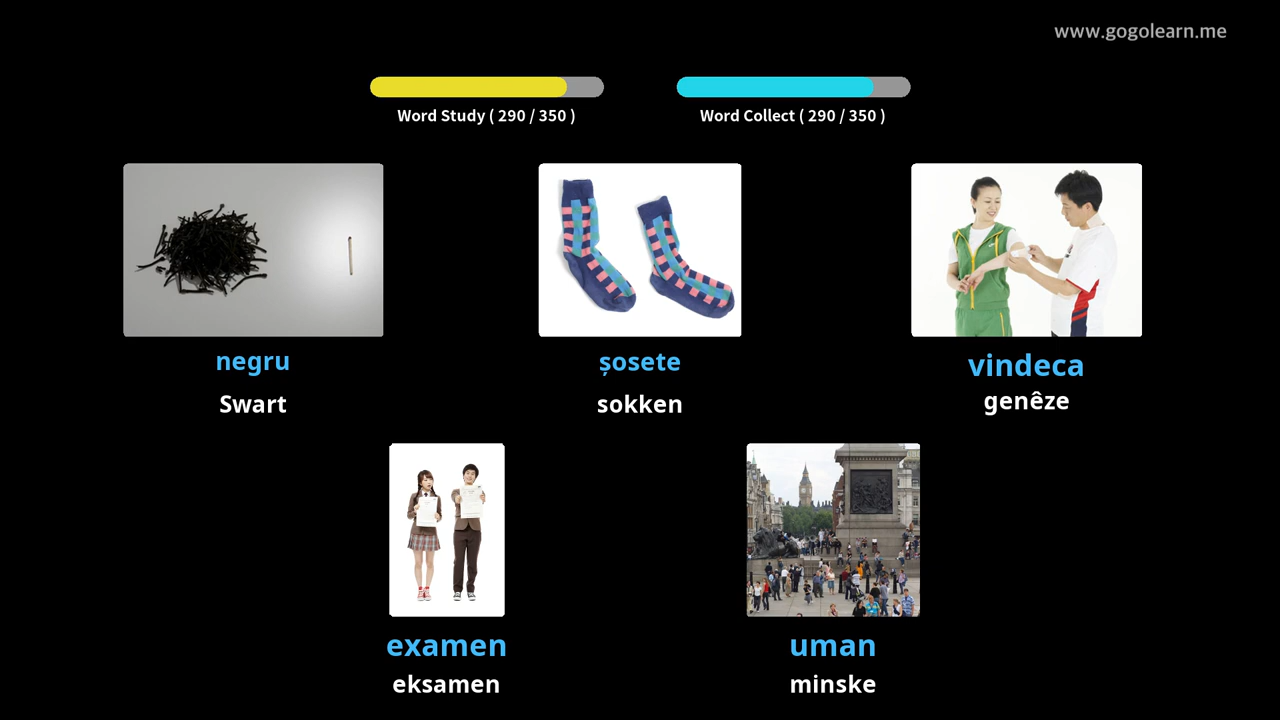 www.gogolearn.me
Word Study ( 290 / 350 )
Word Collect ( 290 / 350 )
negru
șosete
vindeca
Swart
sokken
genêze
examen
uman
eksamen
minske